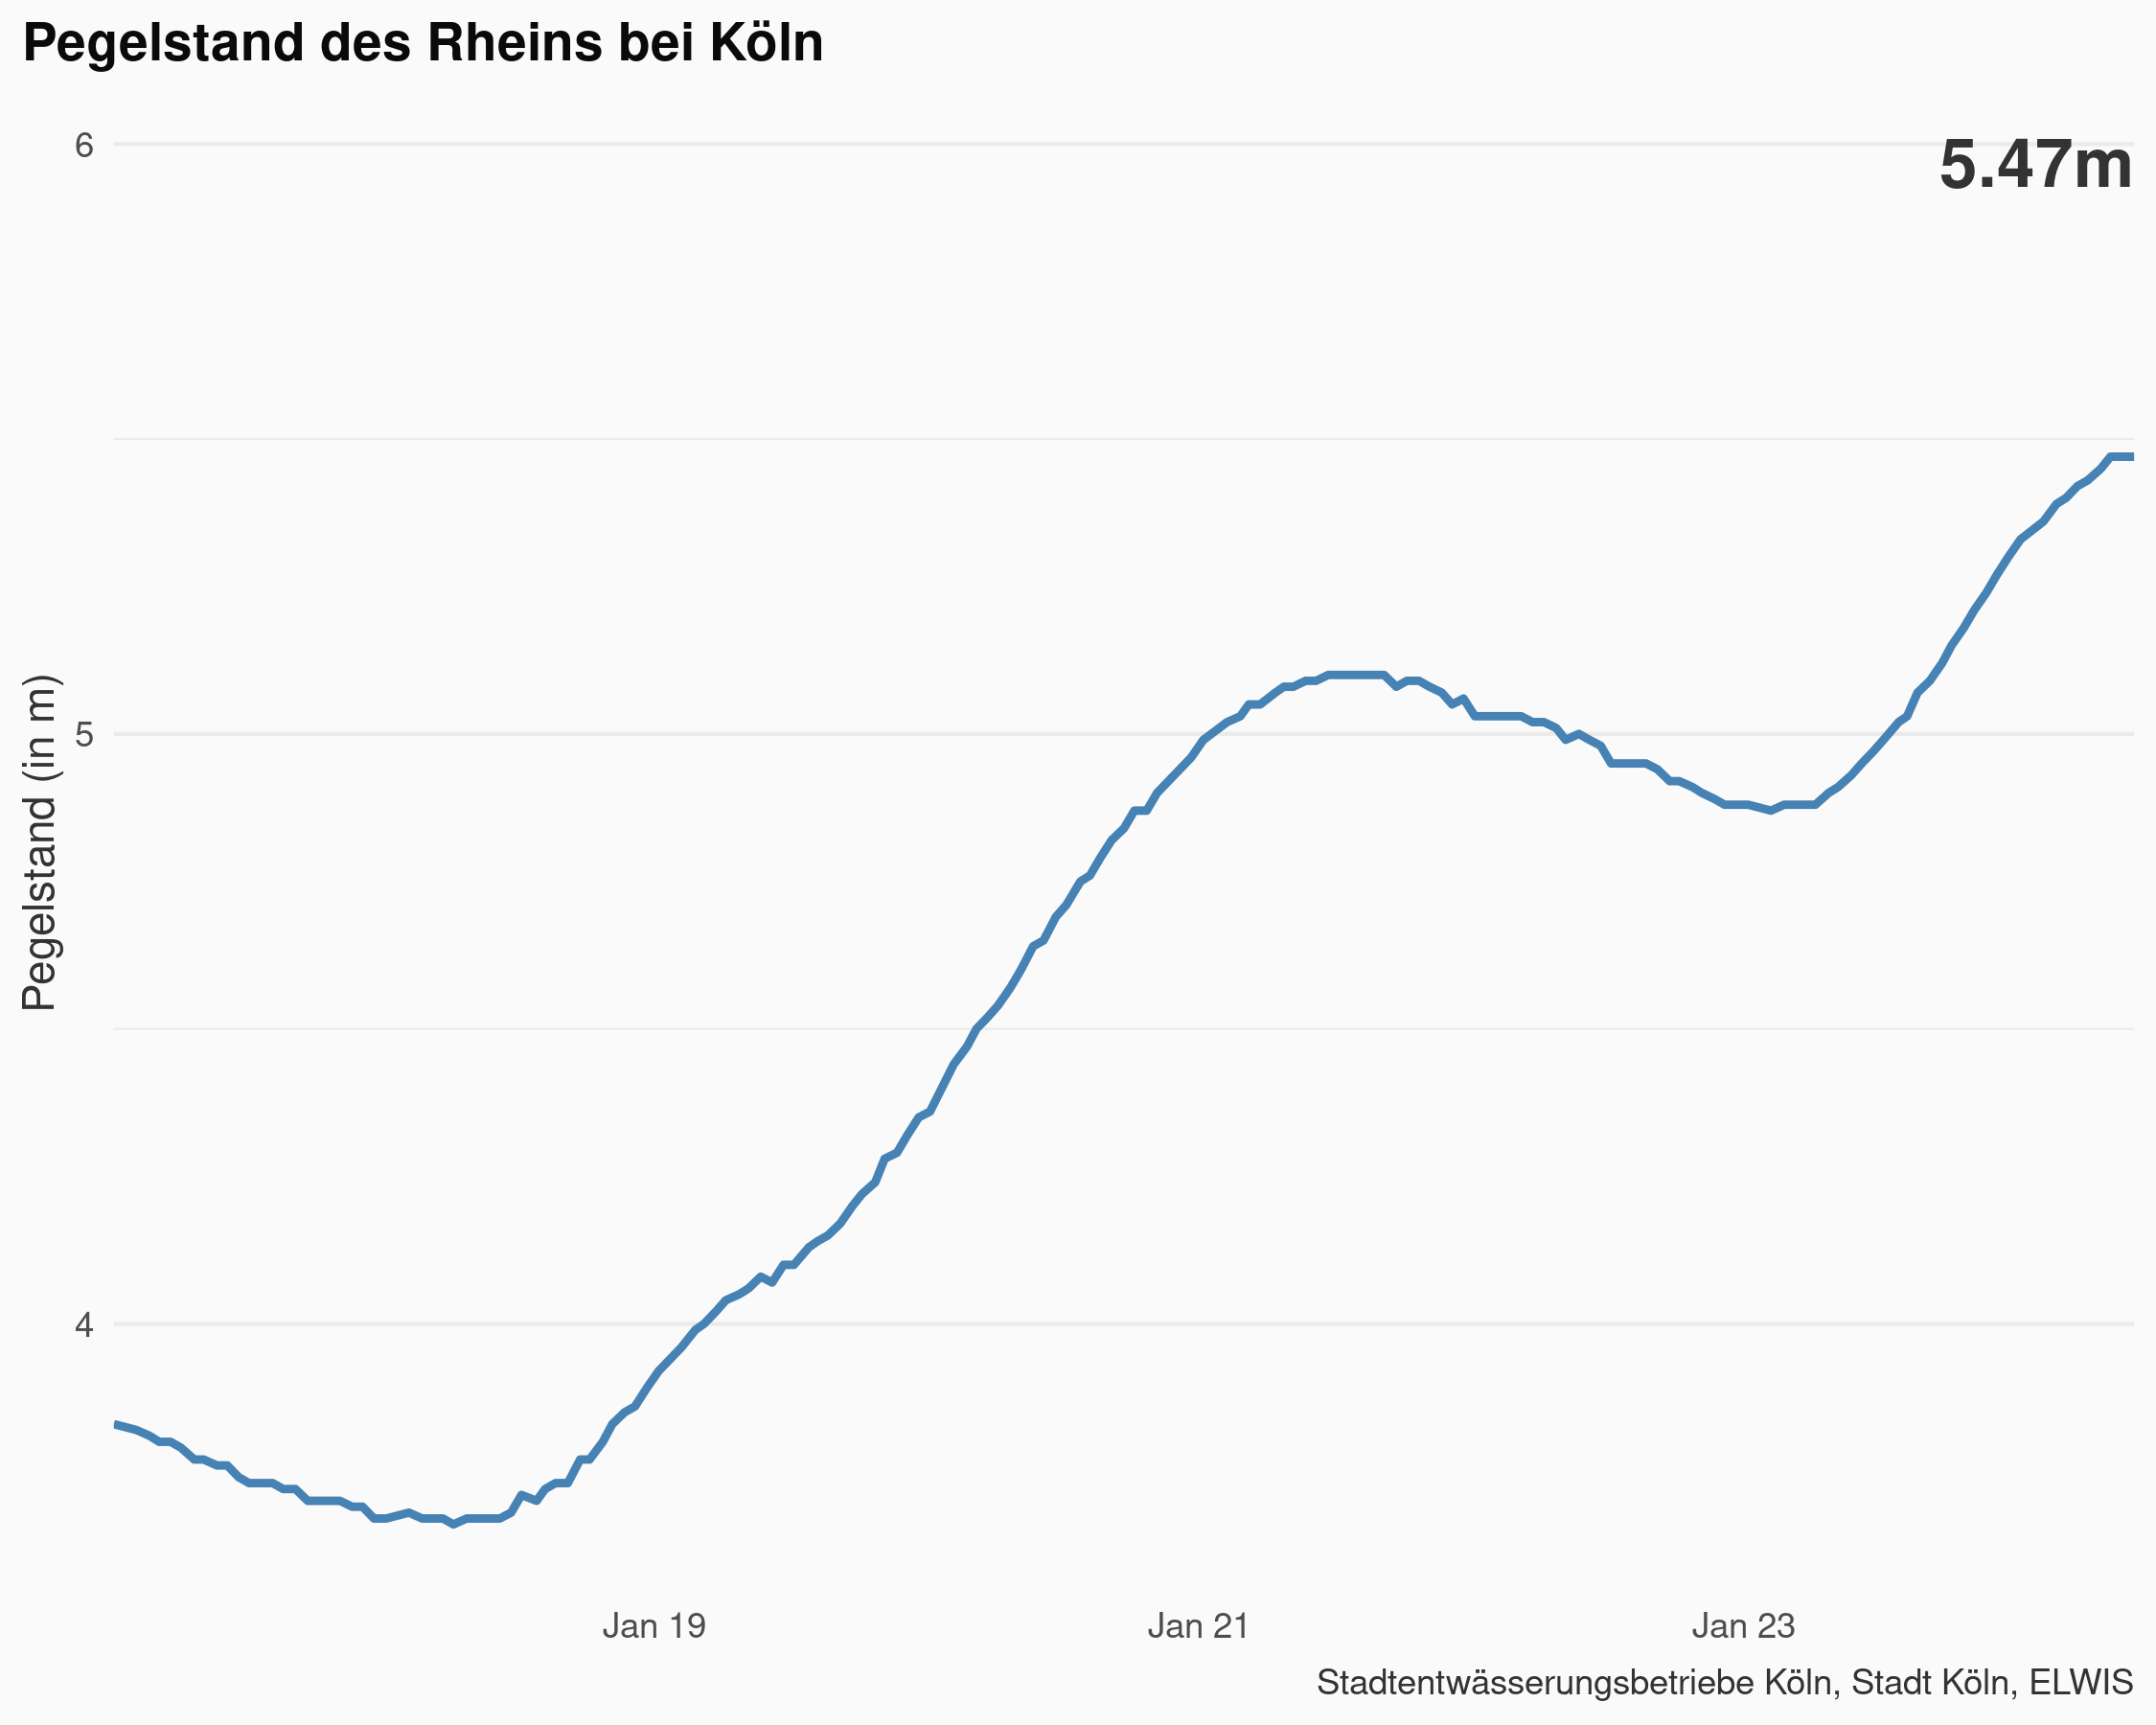 Pegelstand des Rheins bei Köln
6
5.47m
5
4
Pegelstand (in m)
Jan 19
Jan 21
Jan 23
Stadtentwässerungsbetriebe Köln, Stadt Köln, ELWIS